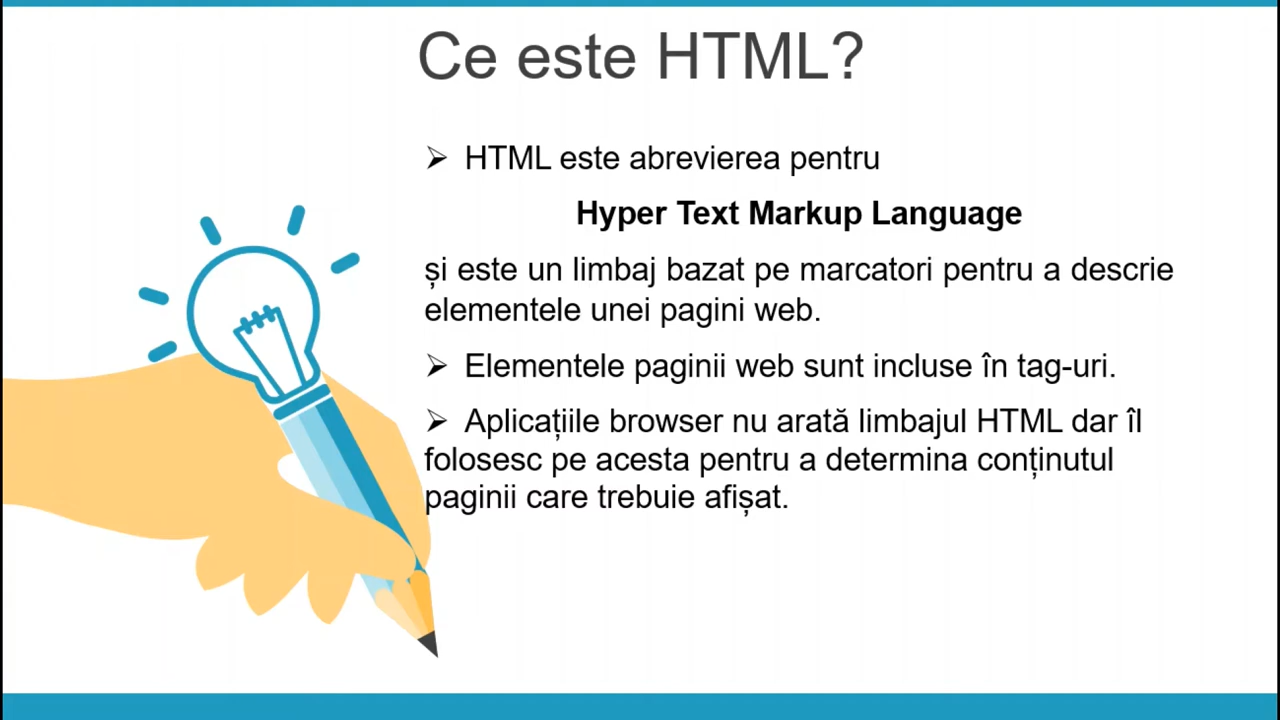 Ce este HTML?
➢ HTML este abrevierea pentru
Hyper Text Markup Language
și este un limbaj bazat pe marcatori pentru a descrie
elementele unei pagini web.
➢ Elementele paginii web sunt incluse în tag-uri.
➢ Aplicațiile browser nu arată limbajul HTML dar îl
folosesc pe acesta pentru a determina conținutul
paginii care trebuie afișat.